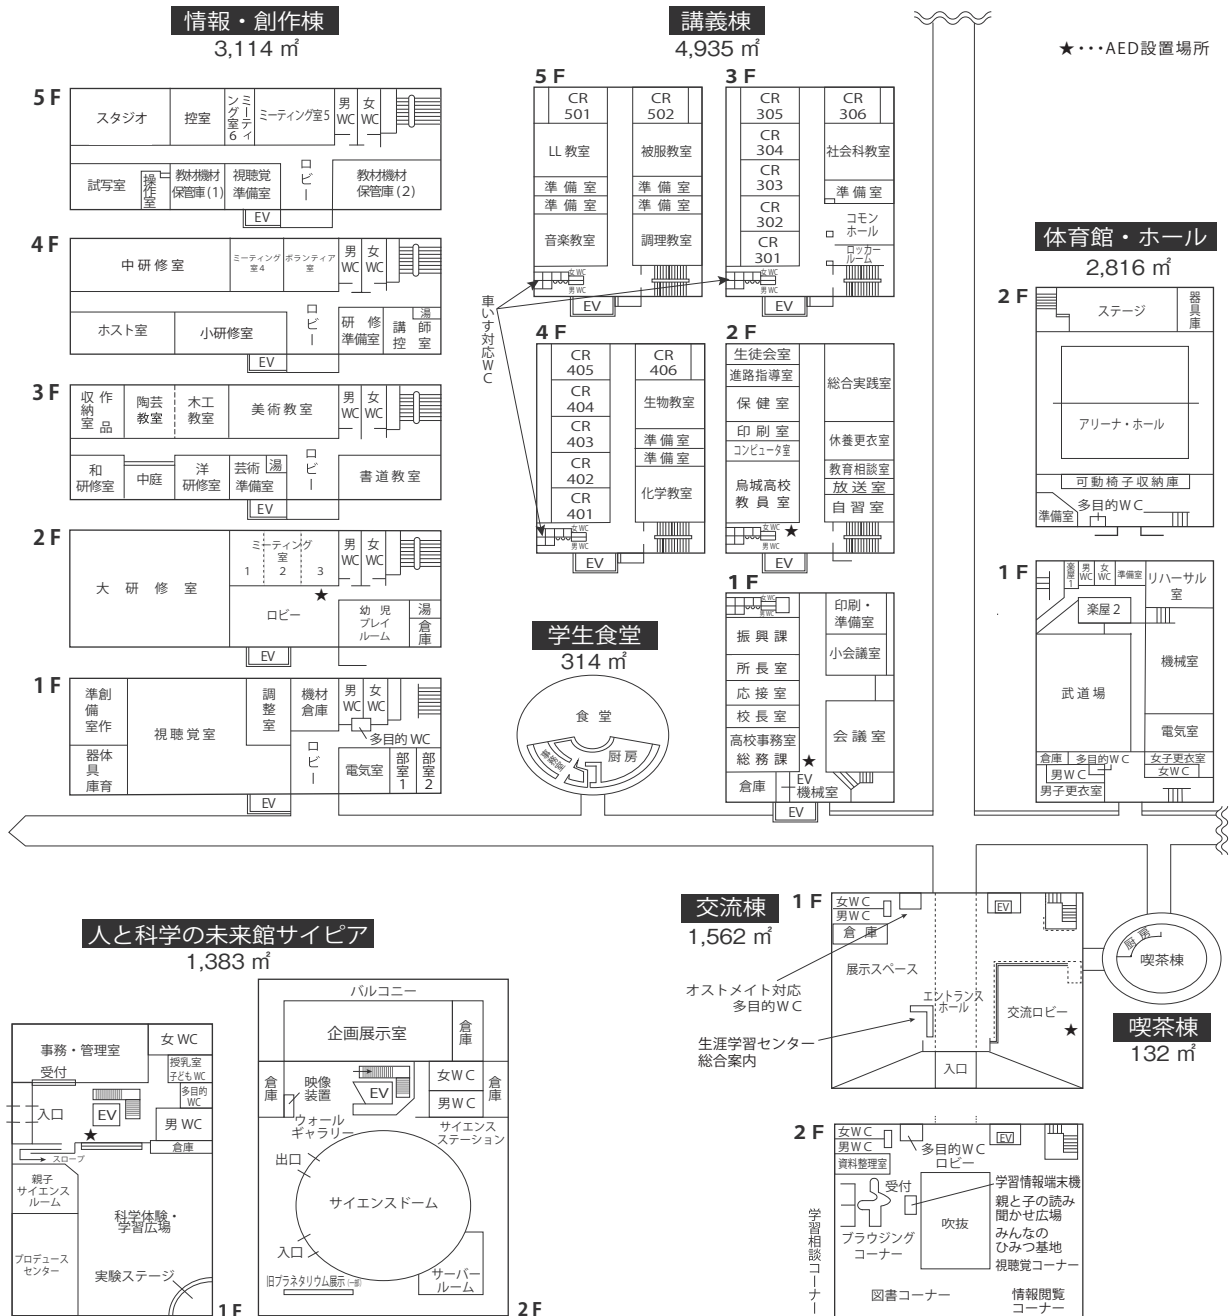 情報・創作棟
3,114 ㎡
5F
スタジオ
控室
ミーティング室6
ミーティング室5
男WC
女WC
試写室
操作室
教材機材
保管庫(1)
視聴覚
準備室
ロビー
教材機材
保管庫(2)
EV
4F
中研修室
ミーティング
室4
ボランティア
室
男WC
女WC
ホスト室
小研修室
ロビー
研修
準備室
湯
講師
控室
EV
3F
作品
収納室
陶芸
教室
木工
教室
美術教室
男WC
女WC
和
研修室
中庭
洋
研修室
芸術
準備室
湯
ロビー
書道教室
EV
2F
大研修室
ミーティング
室
1 2 3
男WC
女WC
★
ロビー
幼児
プレイ
ルーム
湯
倉庫
EV
1F
創作
準備室
視聴覚室
調整室
機材
倉庫
男WC
女WC
多目的WC
体育
器具庫
ロビー
電気室
部室1
部室2
EV
講義棟
4,935 ㎡
★・・・AED設置場所
5F
CR
501
CR
502
LL教室
被服教室
準備室
準備室
準備室
準備室
音楽教室
調理教室
女WC
男WC
EV
3F
CR
305
CR
306
CR
304
社会科教室
CR
303
準備室
CR
302
コモン
ホール
CR
301
ロッカー
ルーム
女WC
男WC
EV
車いす対応WC
4F
CR
405
CR
406
CR
404
生物教室
CR
403
準備室
準備室
CR
402
化学教室
CR
401
女WC
男WC
EV
2F
生徒会室
進路指導室
総合実践室
保健室
印刷室
休養更衣室
コンピュータ室
教育相談室
烏城高校
教員室
放送室
自習室
女WC
男WC
★
EV
1F
女WC
男WC
印刷・
準備室
振興課
小会議室
所長室
応接室
校長室
会議室
高校事務室
総務課
★
倉庫
EV
機械室
EV
学生食堂
314 ㎡
食堂
厨房
体育館・ホール
2,816 ㎡
2F
ステージ
器具庫
アリーナ・ホール
可動椅子収納庫
準備室
多目的WC
1F
楽屋1
男WC
女WC
準備室
リハーサル
室
楽屋2
機械室
武道場
電気室
倉庫
多目的WC
女子更衣室
男WC
女WC
男子更衣室
人と科学の未来館サイピア
1,383 ㎡
事務・管理室
受付
女WC
授乳室
子どもWC
多目的
WC
入口
EV
★
男WC
倉庫
スロープ
親子
サイエンス
ルーム
科学体験・
学習広場
プロデュース
センター
実験ステージ
1F
バルコニー
企画展示室
倉庫
倉庫
映像
装置
EV
女WC
男WC
倉庫
ウォール
ギャラリー
サイエンス
ステーション
出口
サイエンスドーム
入口
旧プラネタリウム展示(一部)
サーバー
ルーム
2F
交流棟
1,562 ㎡
1F
女WC
男WC
倉庫
EV
展示スペース
オストメイト対応
多目的WC
エントランス
ホール
交流ロビー
★
生涯学習センター
総合案内
入口
厨房
喫茶棟
喫茶棟
132 ㎡
2F
女WC
男WC
資料整理室
多目的WC
ロビー
EV
受付
学習情報端末機
親と子の読み
聞かせ広場
吹抜
みんなの
ひみつ基地
ブラウジング
コーナー
視聴覚コーナー
学習相談コーナー
図書コーナー
情報閲覧
コーナー